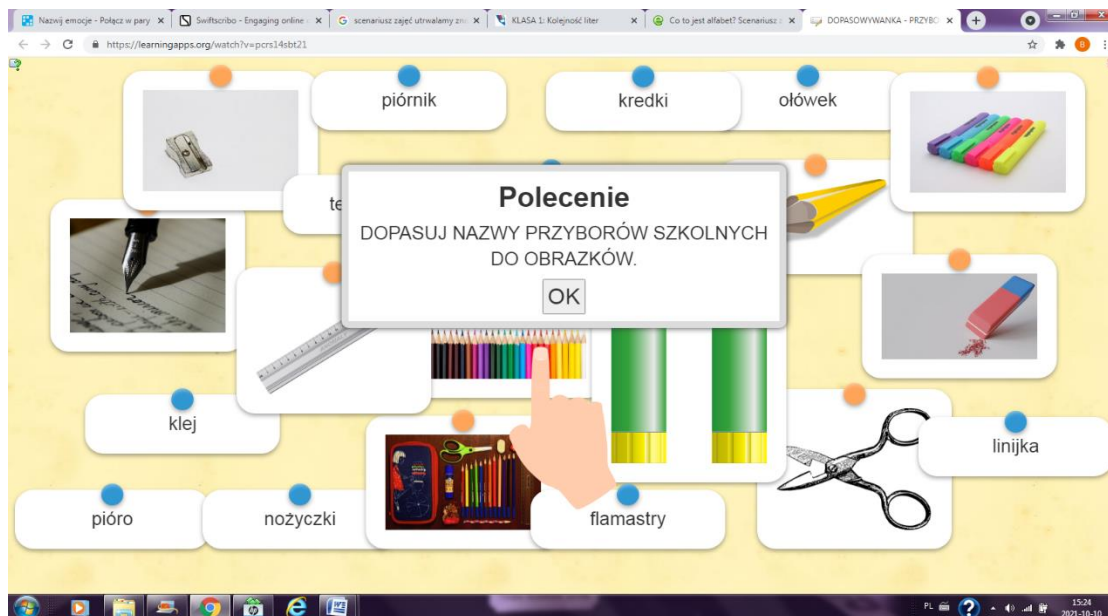 Nazwij emocje - Połącz w pary
Swiftscribo - Engaging online
scenariusz zajęć utrwalamy
KLASA 1: Kolejność liter
Co to jest alfabet? Scenariusz
DOPASOWYWANKA - PRZYBO
https://learningapps.org/watch?v=pcrs14sbt21
B
piórnik
kredki
ołówek
te
Polecenie
DOPASUJ NAZWY PRZYBORÓW SZKOLNYCH
DO OBRAZKÓW.
OK
klej
linijka
pióro
nożyczki
flamastry
PL
15:24
2021-10-10